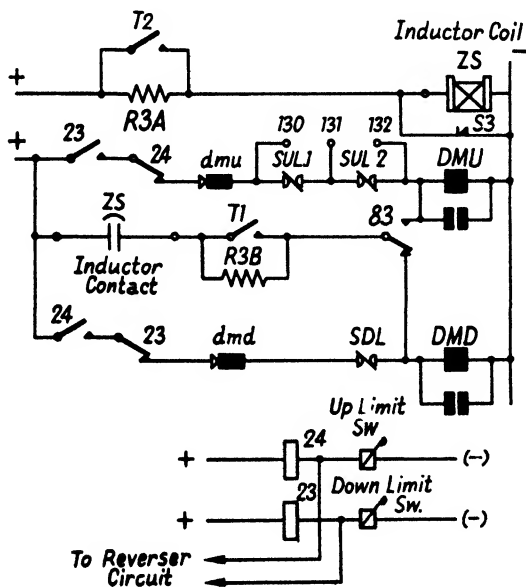 T2
Inductor Coil
+
−
ZS
R3A
+
S3
23
130
131
132
24
dmu
SUL1
SUL 2
DMU
ZS
T1
83
Inductor
Contact
R3B
24
23
dmd
SDL
DMD
Up Limit
Sw
24
+
(−)
23
Down Limit
Sw.
+
(−)
To Reverser
Circuit